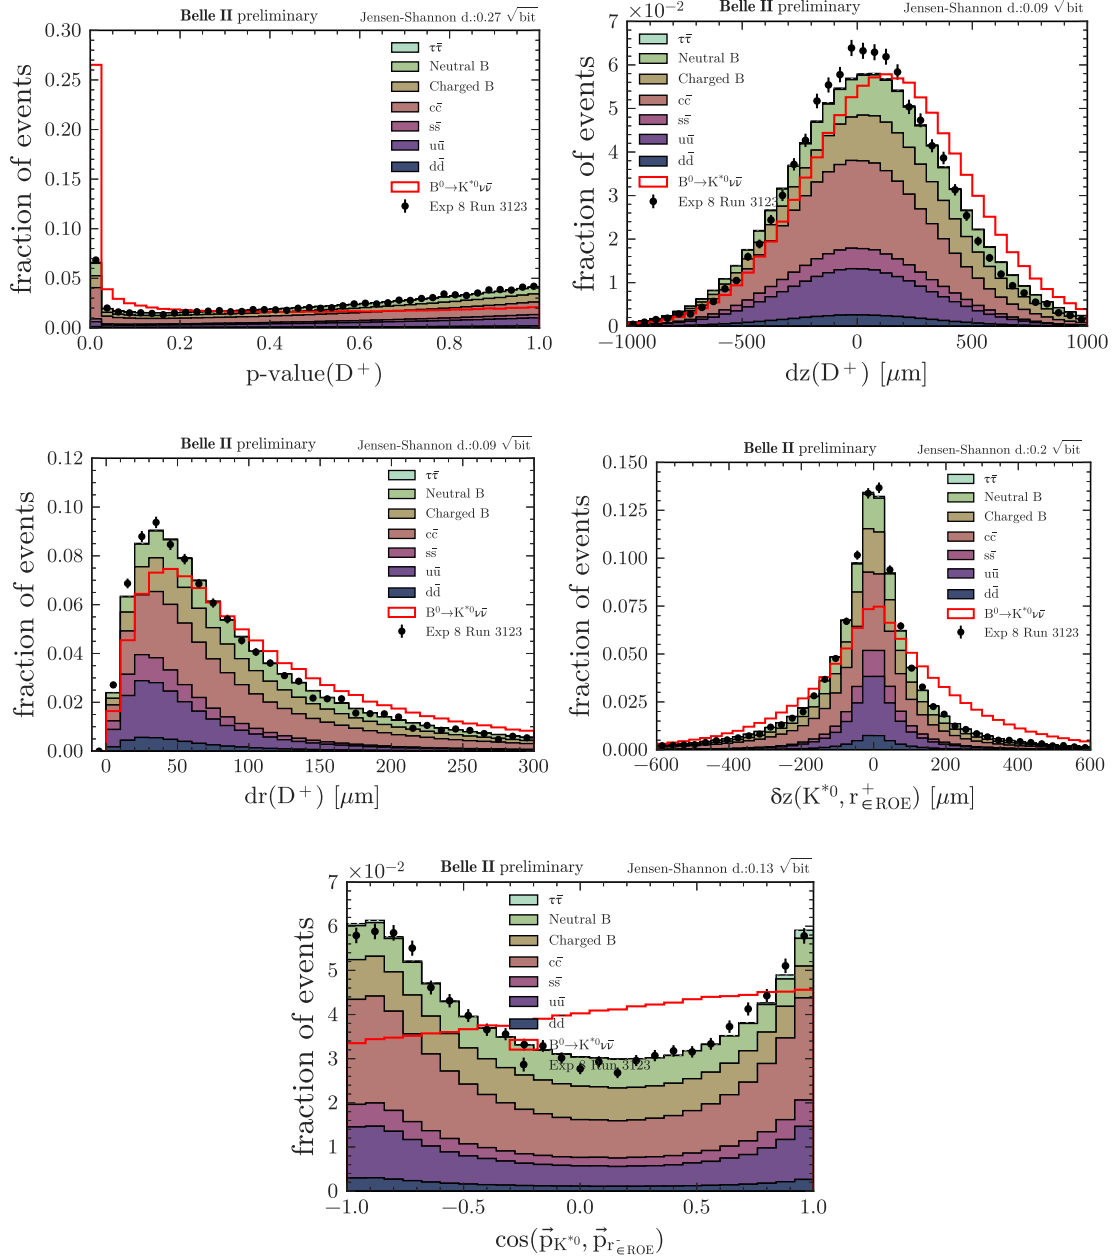 Belle II preliminary
Jensen-Shannon d.:0.27 √bit
0.30
0.25
0.20
0.15
0.10
0.05
0.00
fraction of events
ττ̄
Neutral B
Charged B
cc̄
ss̄
uū
dd̄
B⁰→K*⁰νν̄
Exp 8 Run 3123
0.0 0.2 0.4 0.6 0.8 1.0
p-value(D⁺)
×10⁻²
Belle II preliminary
Jensen-Shannon d.:0.09 √bit
7
6
5
4
3
2
1
0
fraction of events
ττ̄
Neutral B
Charged B
cc̄
ss̄
uū
dd̄
B⁰→K*⁰νν̄
Exp 8 Run 3123
−1000 −500 0 500 1000
dz(D⁺) [μm]
Belle II preliminary
Jensen-Shannon d.:0.09 √bit
0.12
0.10
0.08
0.06
0.04
0.02
0.00
fraction of events
ττ̄
Neutral B
Charged B
cc̄
ss̄
uū
dd̄
B⁰→K*⁰νν̄
Exp 8 Run 3123
0 50 100 150 200 250 300
dr(D⁺) [μm]
Belle II preliminary
Jensen-Shannon d.:0.2 √bit
0.150
0.125
0.100
0.075
0.050
0.025
0.000
fraction of events
ττ̄
Neutral B
Charged B
cc̄
ss̄
uū
dd̄
B⁰→K*⁰νν̄
Exp 8 Run 3123
−600 −400 −200 0 200 400 600
δz(K*⁰, r⁺∈ROE) [μm]
×10⁻²
Belle II preliminary
Jensen-Shannon d.:0.13 √bit
7
6
5
4
3
2
1
0
fraction of events
ττ̄
Neutral B
Charged B
cc̄
ss̄
uū
dd̄
B⁰→K*⁰νν̄
Exp 8 Run 3123
−1.0 −0.5 0.0 0.5 1.0
cos(p⃗K*⁰, p⃗r⁻∈ROE)